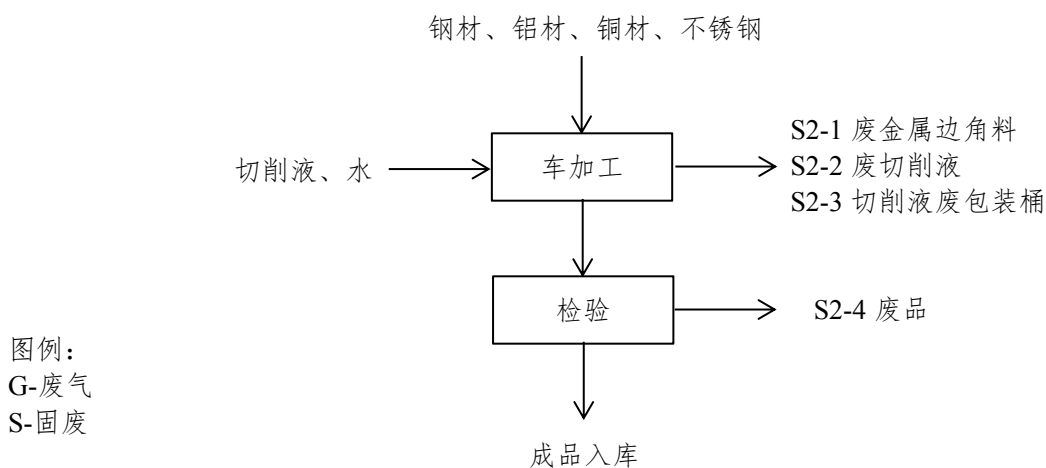 钢材、铝材、铜材、不锈钢
切削液、水
车加工
S2-1 废金属边角料
S2-2 废切削液
S2-3 切削液废包装桶
检验
S2-4 废品
图例：
G-废气
S-固废
成品入库